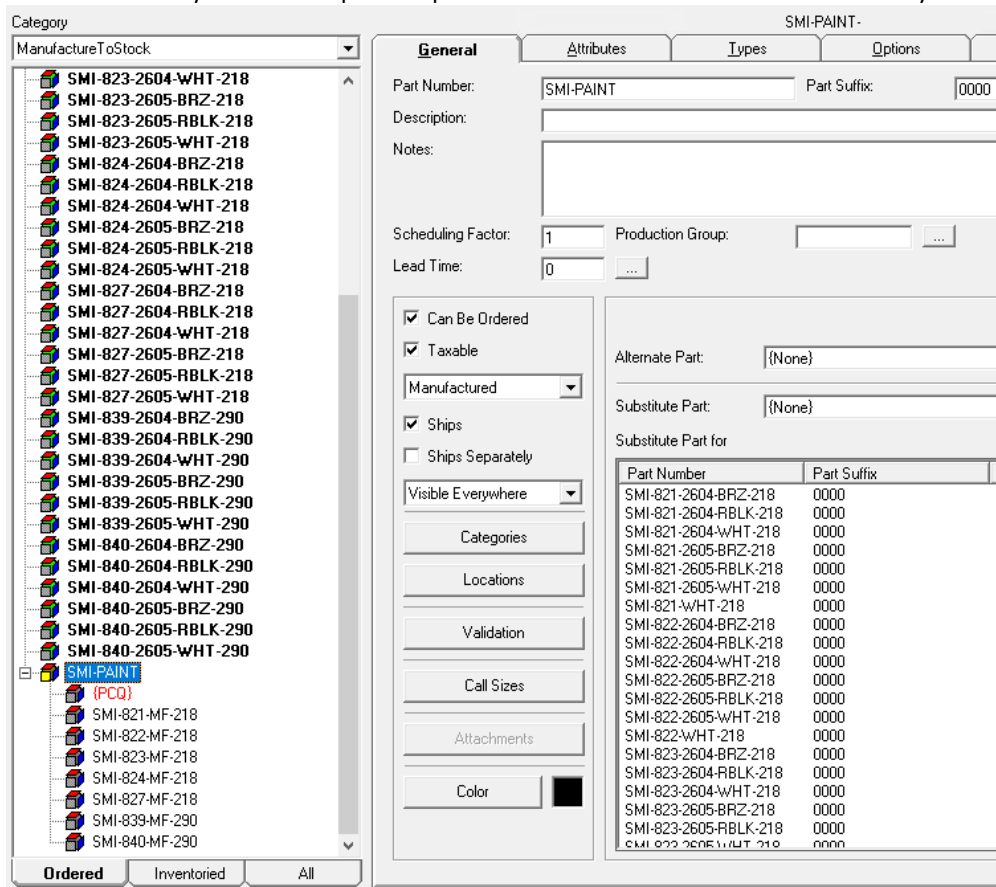 Category
ManufactureToStock
SMI-823-2604-WHT-218
SMI-823-2605-BRZ-218
SMI-823-2605-RBLK-218
SMI-823-2605-WHT-218
SMI-824-2604-BRZ-218
SMI-824-2604-RBLK-218
SMI-824-2604-WHT-218
SMI-824-2605-BRZ-218
SMI-824-2605-RBLK-218
SMI-824-2605-WHT-218
SMI-827-2604-BRZ-218
SMI-827-2604-RBLK-218
SMI-827-2604-WHT-218
SMI-827-2605-BRZ-218
SMI-827-2605-RBLK-218
SMI-827-2605-WHT-218
SMI-839-2604-BRZ-290
SMI-839-2604-RBLK-290
SMI-839-2604-WHT-290
SMI-839-2605-BRZ-290
SMI-839-2605-RBLK-290
SMI-839-2605-WHT-290
SMI-840-2604-BRZ-290
SMI-840-2604-RBLK-290
SMI-840-2604-WHT-290
SMI-840-2605-BRZ-290
SMI-840-2605-RBLK-290
SMI-840-2605-WHT-290
SMI-PAINT
{PCQ}
SMI-821-MF-218
SMI-822-MF-218
SMI-823-MF-218
SMI-824-MF-218
SMI-827-MF-218
SMI-839-MF-290
SMI-840-MF-290
Ordered Inventoried All
SMI-PAINT-
General Attributes Types Options
Part Number: SMI-PAINT Part Suffix: 0000
Description:
Notes:
Scheduling Factor: 1 Production Group: ...
Lead Time: 0 ...
Can Be Ordered
Taxable
Manufactured
Ships
Ships Separately
Visible Everywhere
Categories
Locations
Validation
Call Sizes
Attachments
Color
Alternate Part: {None}
Substitute Part: {None}
Substitute Part for
Part Number Part Suffix
SMI-821-2604-BRZ-218 0000
SMI-821-2604-RBLK-218 0000
SMI-821-2604-WHT-218 0000
SMI-821-2605-BRZ-218 0000
SMI-821-2605-RBLK-218 0000
SMI-821-2605-WHT-218 0000
SMI-821-WHT-218 0000
SMI-822-2604-BRZ-218 0000
SMI-822-2604-RBLK-218 0000
SMI-822-2604-WHT-218 0000
SMI-822-2605-BRZ-218 0000
SMI-822-2605-RBLK-218 0000
SMI-822-2605-WHT-218 0000
SMI-822-WHT-218 0000
SMI-823-2604-BRZ-218 0000
SMI-823-2604-RBLK-218 0000
SMI-823-2604-WHT-218 0000
SMI-823-2605-BRZ-218 0000
SMI-823-2605-RBLK-218 0000
SMI-823-2605-WHT-218 0000